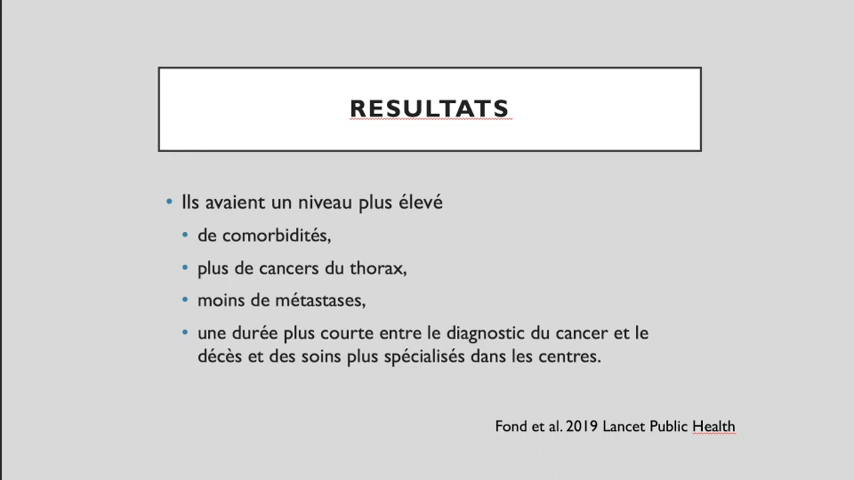 RESULTATS
• Ils avaient un niveau plus élevé
• de comorbidités,
• plus de cancers du thorax,
• moins de métastases,
• une durée plus courte entre le diagnostic du cancer et le
décès et des soins plus spécialisés dans les centres.
Fond et al. 2019 Lancet Public Health